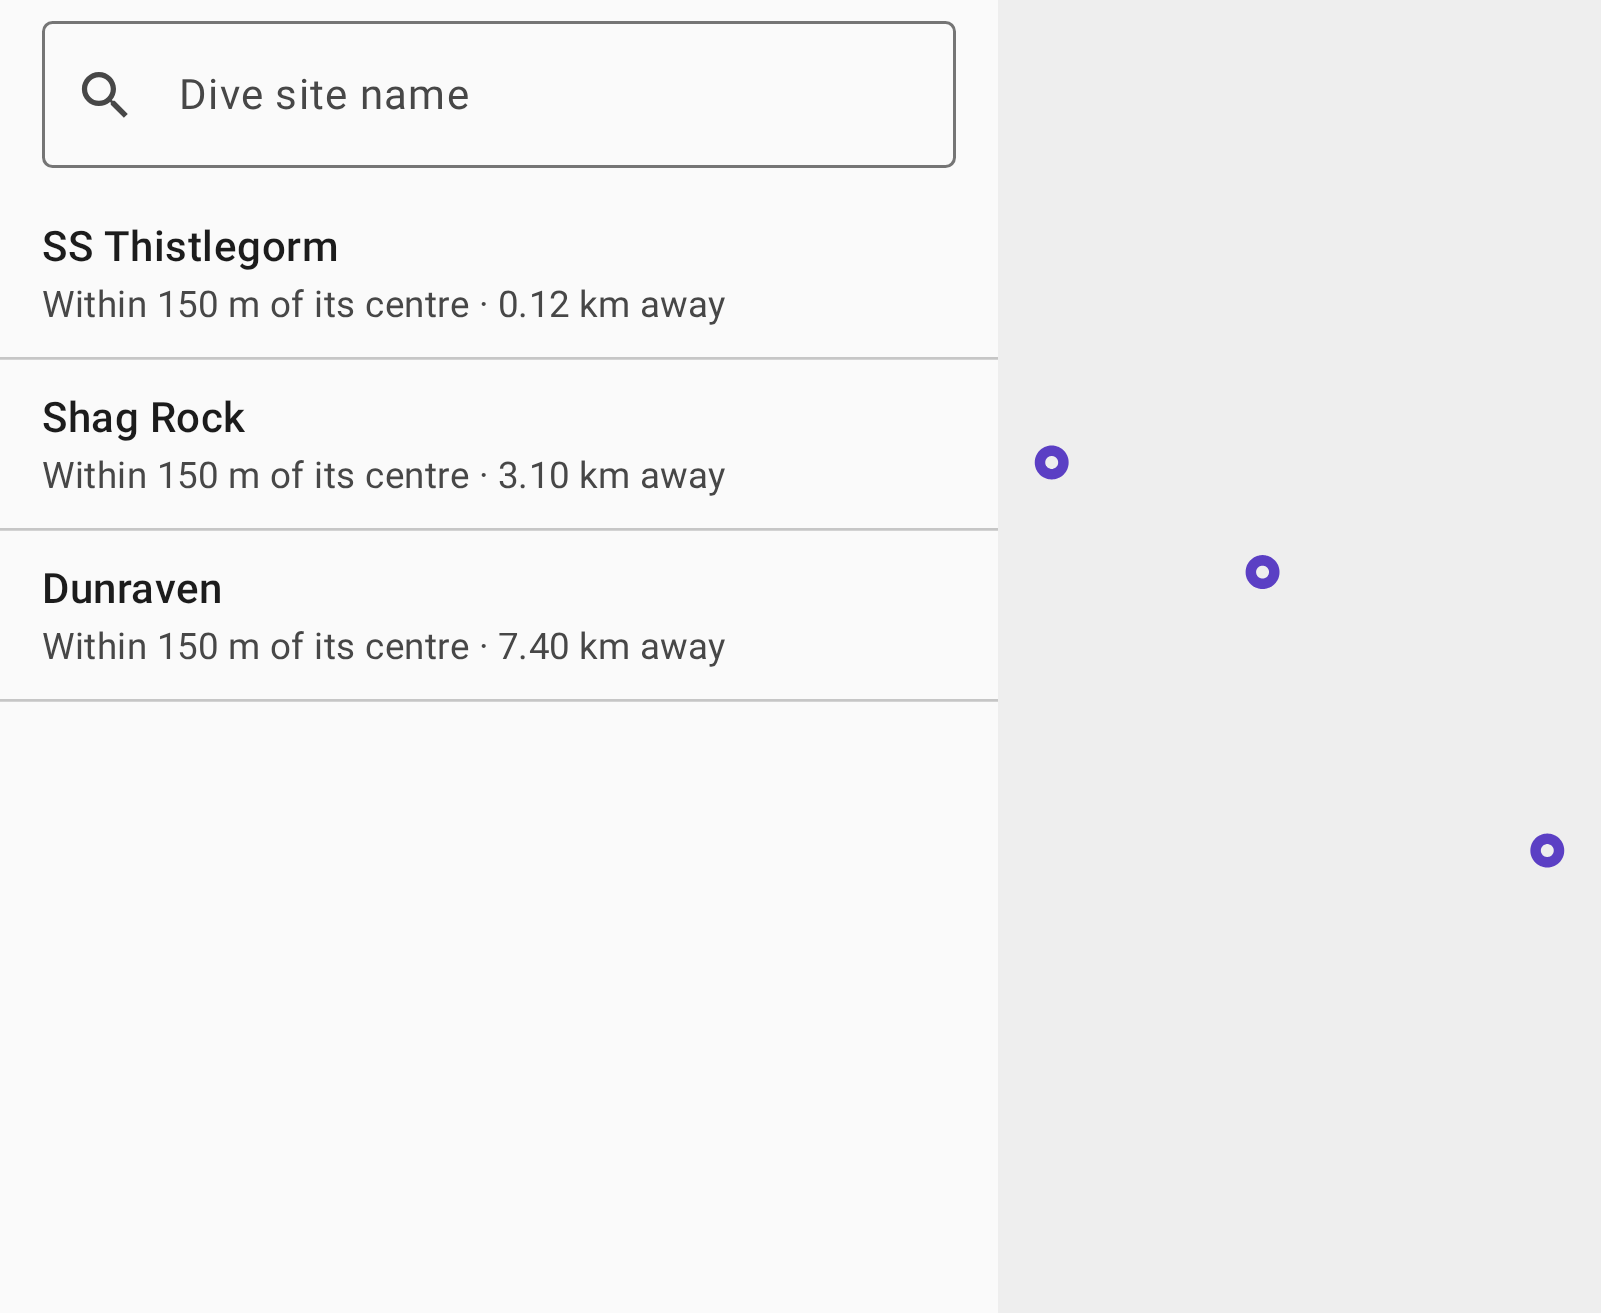 Dive site name
SS Thistlegorm
Within 150 m of its centre · 0.12 km away
Shag Rock
Within 150 m of its centre · 3.10 km away
Dunraven
Within 150 m of its centre · 7.40 km away